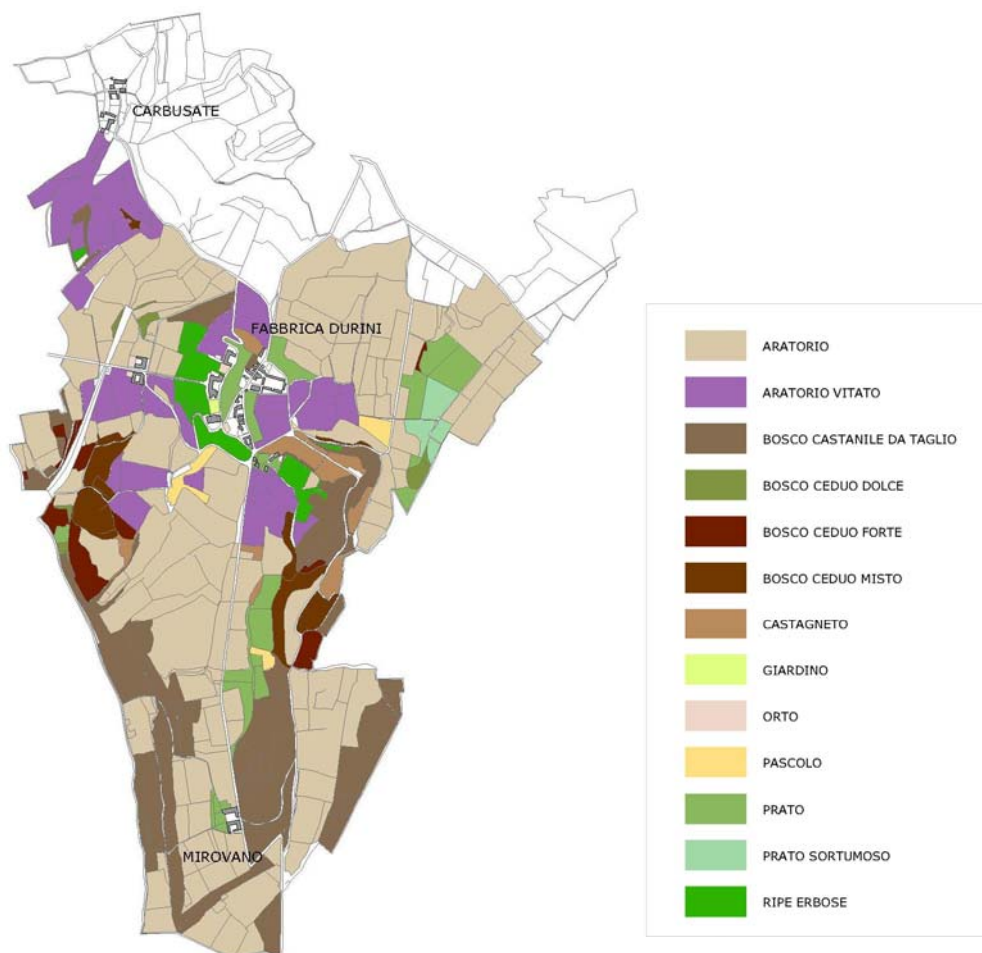 CARBUSATE
FABBRICA DURINI
MIROVANO
ARATORIO
ARATORIO VITATO
BOSCO CASTANILE DA TAGLIO
BOSCO CEDUO DOLCE
BOSCO CEDUO FORTE
BOSCO CEDUO MISTO
CASTAGNETO
GIARDINO
ORTO
PASCOLO
PRATO
PRATO SORTUMOSO
RIPE ERBOSE